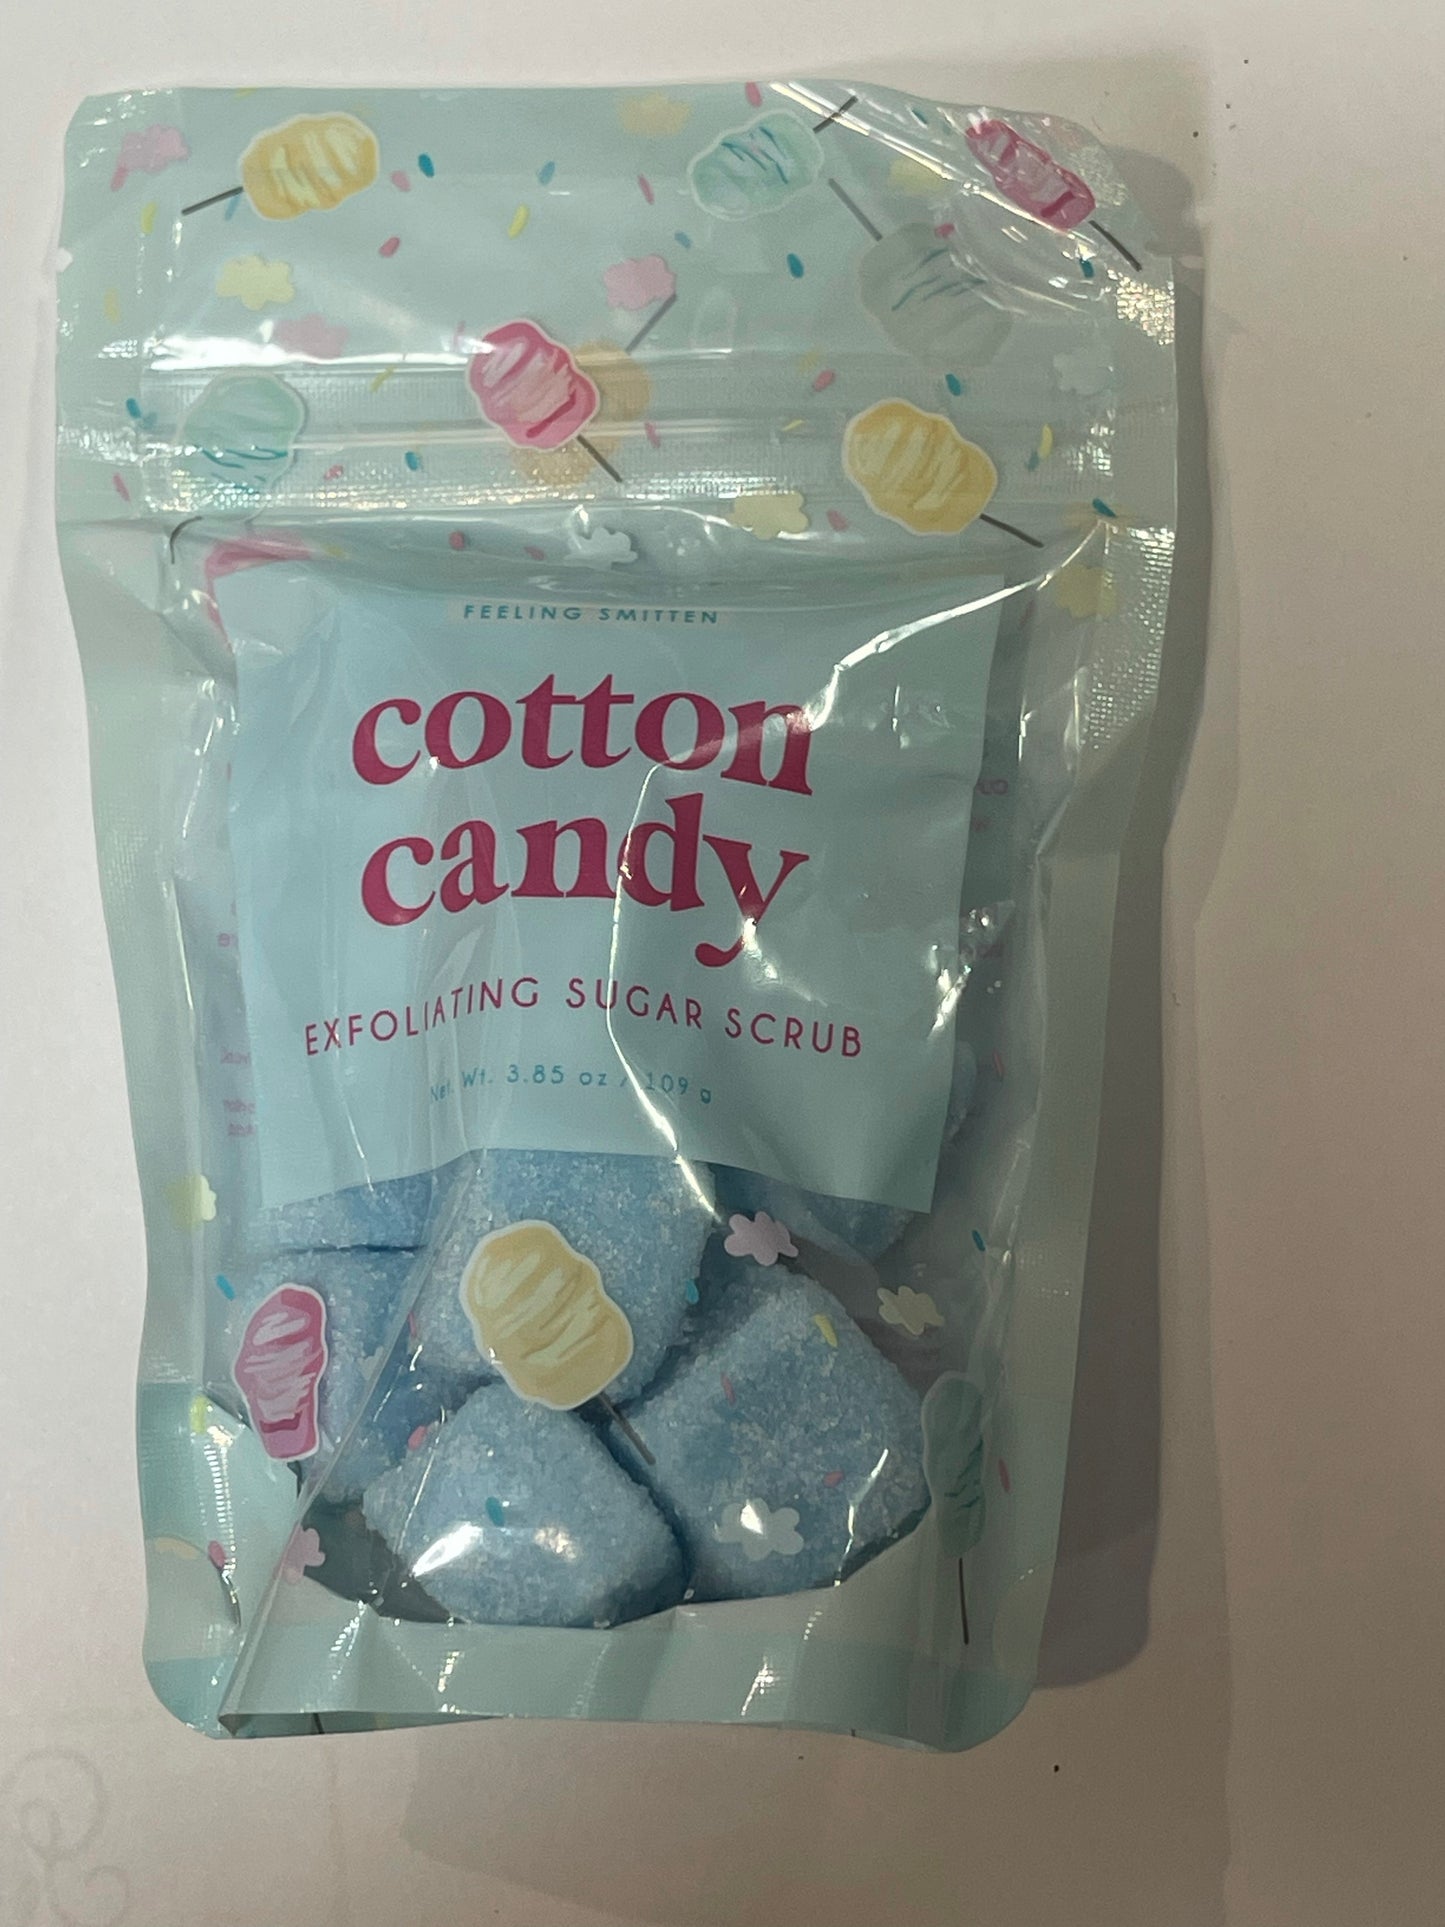 FEELING SMITTEN
cotton
candy
EXFOLIATING SUGAR SCRUB
Net. Wt. 3.85 oz / 109 g